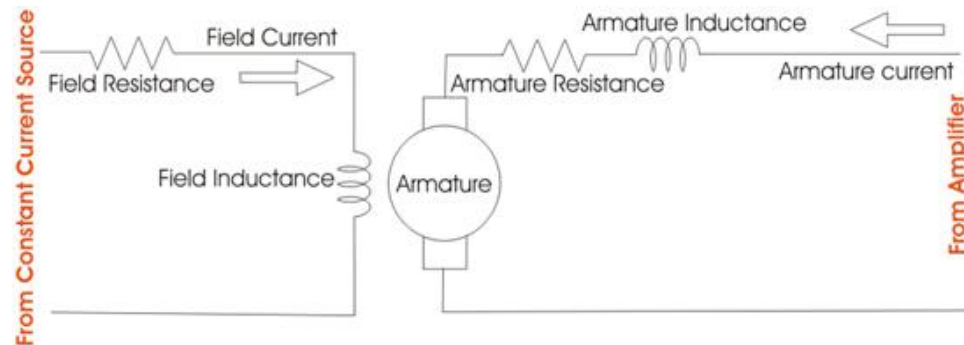 From Constant Current Source
Field Current
Field Resistance
Field Inductance
Armature Inductance
Armature Resistance
Armature current
Armature
From Amplifier